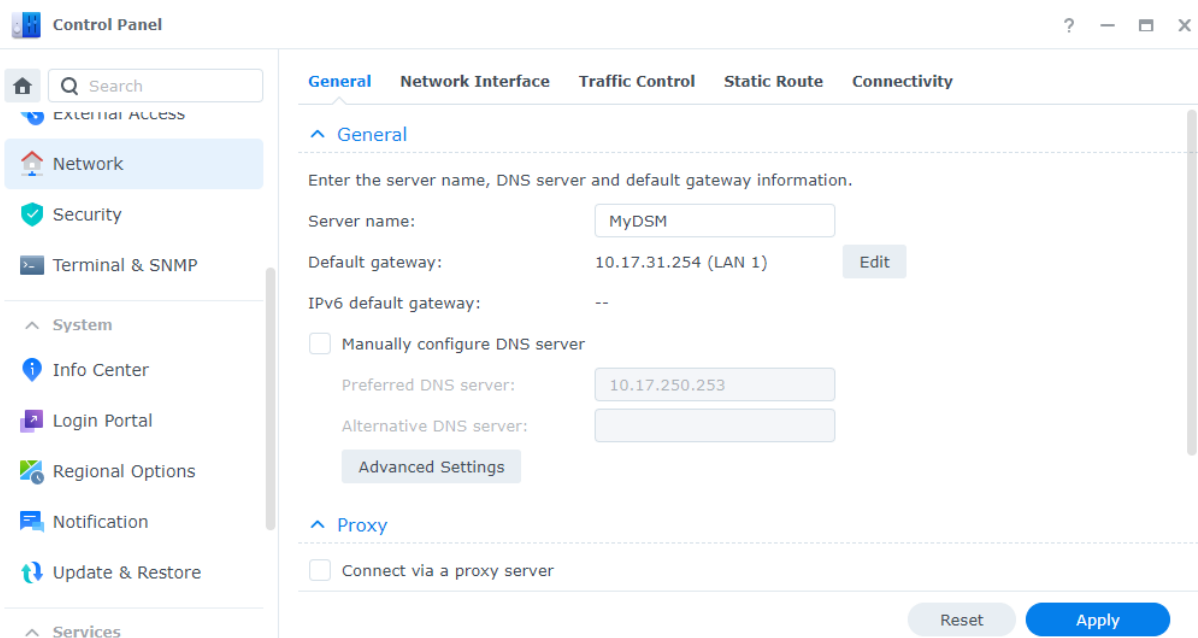 Control Panel
?
Search
External Access
Network
Security
Terminal & SNMP
System
Info Center
Login Portal
Regional Options
Notification
Update & Restore
Services
General Network Interface Traffic Control Static Route Connectivity
General
Enter the server name, DNS server and default gateway information.
Server name: MyDSM
Default gateway: 10.17.31.254 (LAN 1) Edit
IPv6 default gateway: --
Manually configure DNS server
Preferred DNS server: 10.17.250.253
Alternative DNS server:
Advanced Settings
Proxy
Connect via a proxy server
Reset Apply